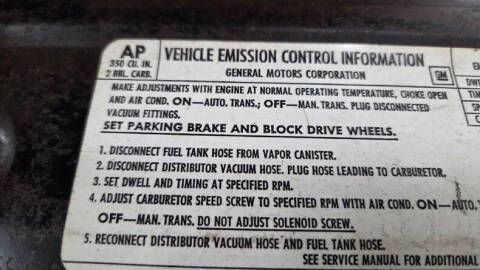 AP
350 CU. IN.
2 BBL. CARB.
VEHICLE EMISSION CONTROL INFORMATION
GENERAL MOTORS CORPORATION
GM
MAKE ADJUSTMENTS WITH ENGINE AT NORMAL OPERATING TEMPERATURE, CHOKE OPEN
AND AIR COND. ON—AUTO. TRANS.; OFF—MAN. TRANS. PLUG DISCONNECTED
VACUUM FITTINGS.
SET PARKING BRAKE AND BLOCK DRIVE WHEELS.
1. DISCONNECT FUEL TANK HOSE FROM VAPOR CANISTER.
2. DISCONNECT DISTRIBUTOR VACUUM HOSE. PLUG HOSE LEADING TO CARBURETOR.
3. SET DWELL AND TIMING AT SPECIFIED RPM.
4. ADJUST CARBURETOR SPEED SCREW TO SPECIFIED RPM WITH AIR COND. ON—AUTO.
OFF—MAN. TRANS. DO NOT ADJUST SOLENOID SCREW.
5. RECONNECT DISTRIBUTOR VACUUM HOSE AND FUEL TANK HOSE.
SEE SERVICE MANUAL FOR ADDITIONAL